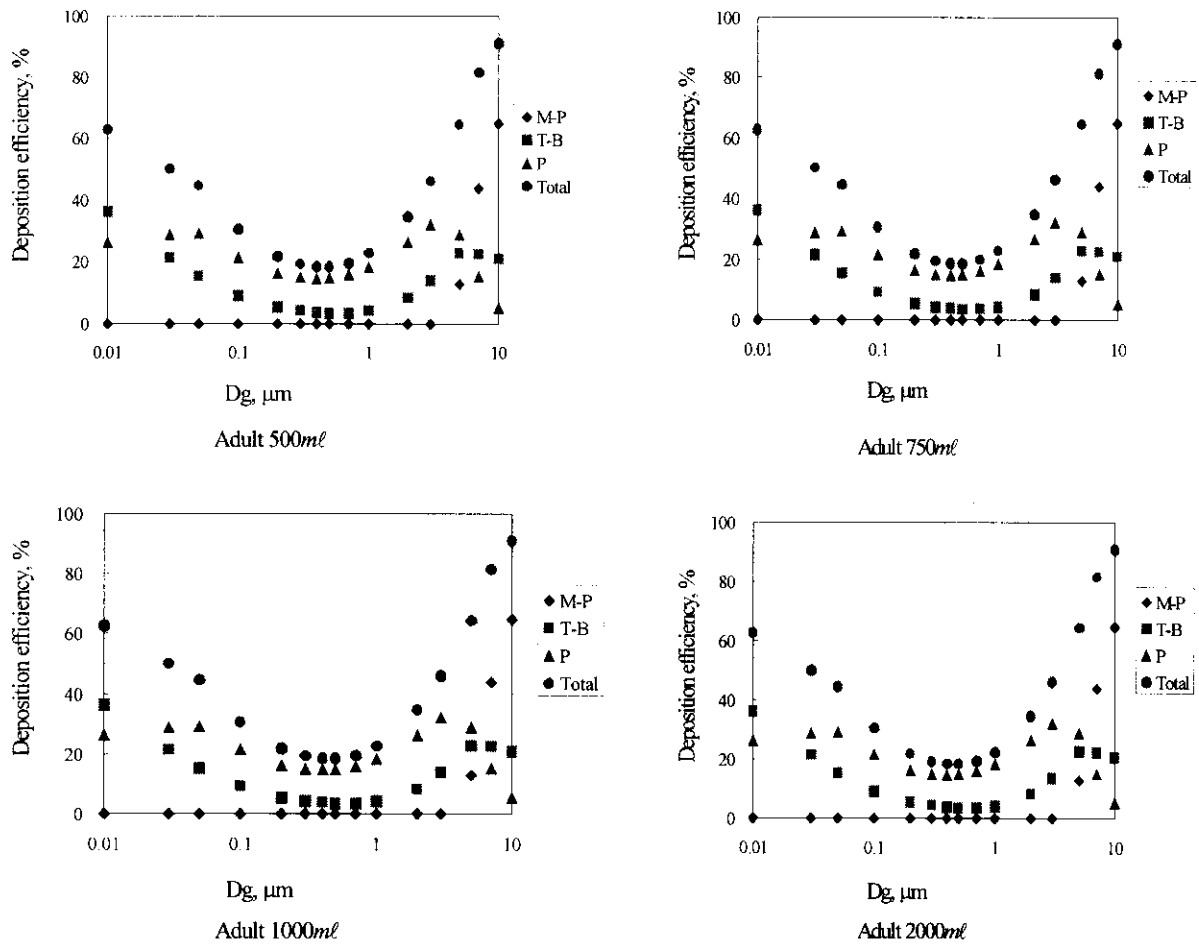 100
80
60
40
20
0
Deposition efficiency, %
0.01
0.1
1
10
Dg, μm
M-P
T-B
P
Total
Adult 500mℓ
100
80
60
40
20
0
Deposition efficiency, %
0.01
0.1
1
10
Dg, μm
M-P
T-B
P
Total
Adult 750mℓ
100
80
60
40
20
0
Deposition efficiency, %
0.01
0.1
1
10
Dg, μm
M-P
T-B
P
Total
Adult 1000mℓ
100
80
60
40
20
0
Deposition efficiency, %
0.01
0.1
1
10
Dg, μm
M-P
T-B
P
Total
Adult 2000mℓ